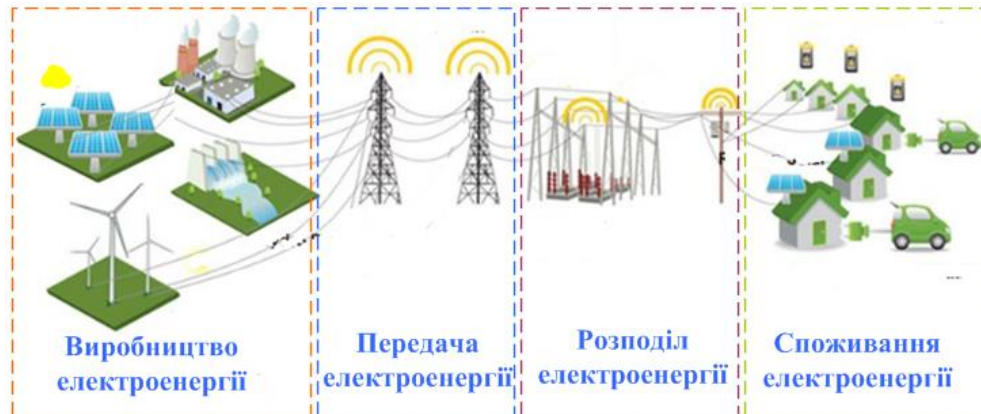 Виробництво
електроенергії
Передача
електроенергії
Розподіл
електроенергії
Споживання
електроенергії